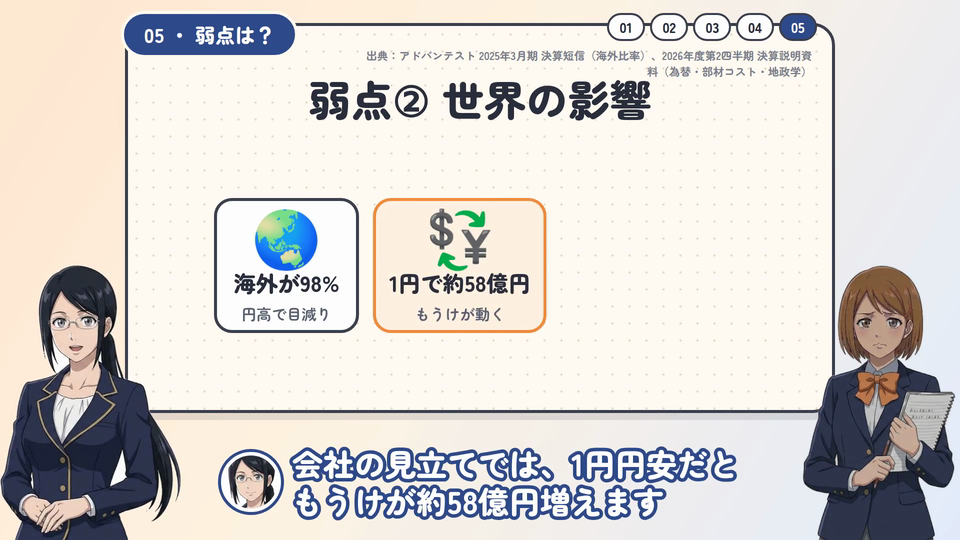 05 ・ 弱点は？
01 02 03 04 05
出典：アドバンテスト 2025年3月期 決算短信（海外比率）、2026年度第2四半期 決算説明資
料（為替・部材コスト・地政学）
弱点② 世界の影響
海外が98%
円高で目減り
$ ¥
1円で約58億円
もうけが動く
会社の見立てでは、1円円安だと
もうけが約58億円増えます